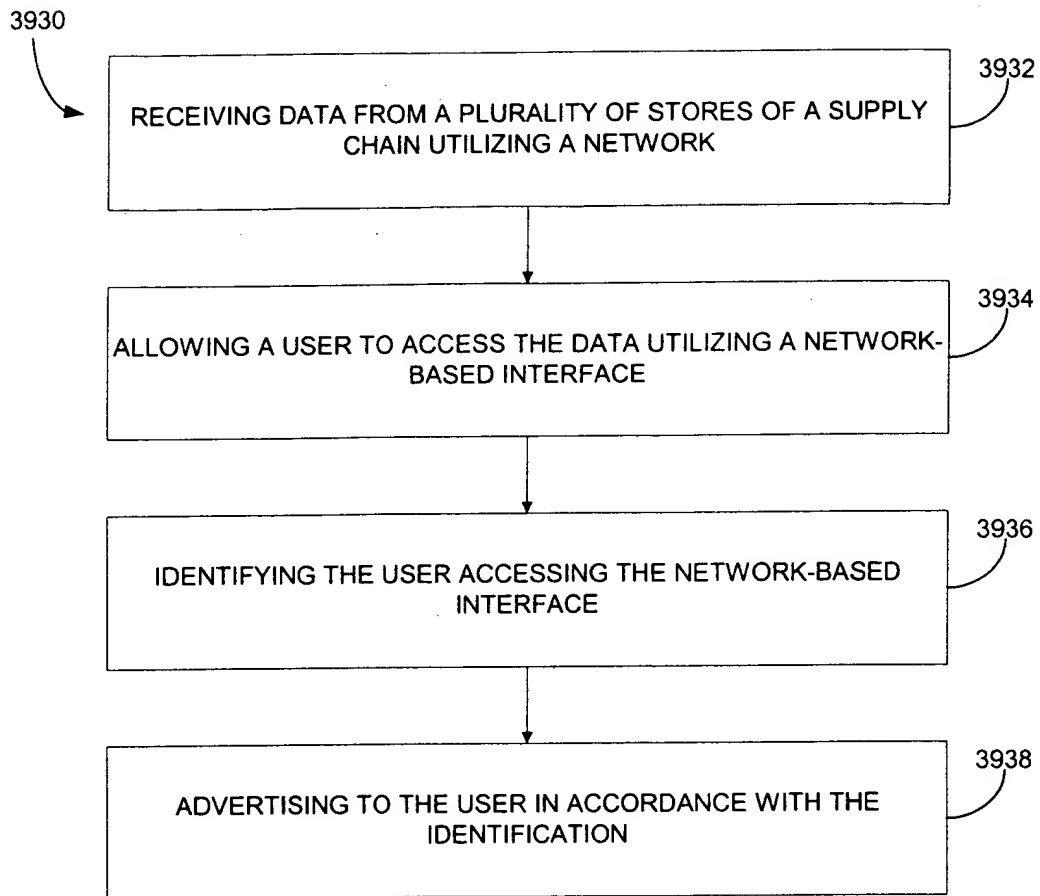 3930
3932
RECEIVING DATA FROM A PLURALITY OF STORES OF A SUPPLY
CHAIN UTILIZING A NETWORK
3934
ALLOWING A USER TO ACCESS THE DATA UTILIZING A NETWORK-
BASED INTERFACE
3936
IDENTIFYING THE USER ACCESSING THE NETWORK-BASED
INTERFACE
3938
ADVERTISING TO THE USER IN ACCORDANCE WITH THE
IDENTIFICATION